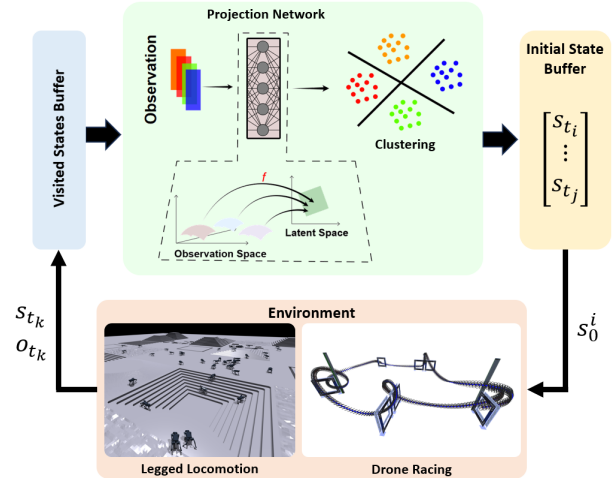 Projection Network
Observation
Clustering
f
Observation Space
Latent Space
Visited States Buffer
Initial State
Buffer
s_{t_i}
⋮
s_{t_j}
s_{t_k}
o_{t_k}
s_0^i
Environment
Legged Locomotion
Drone Racing